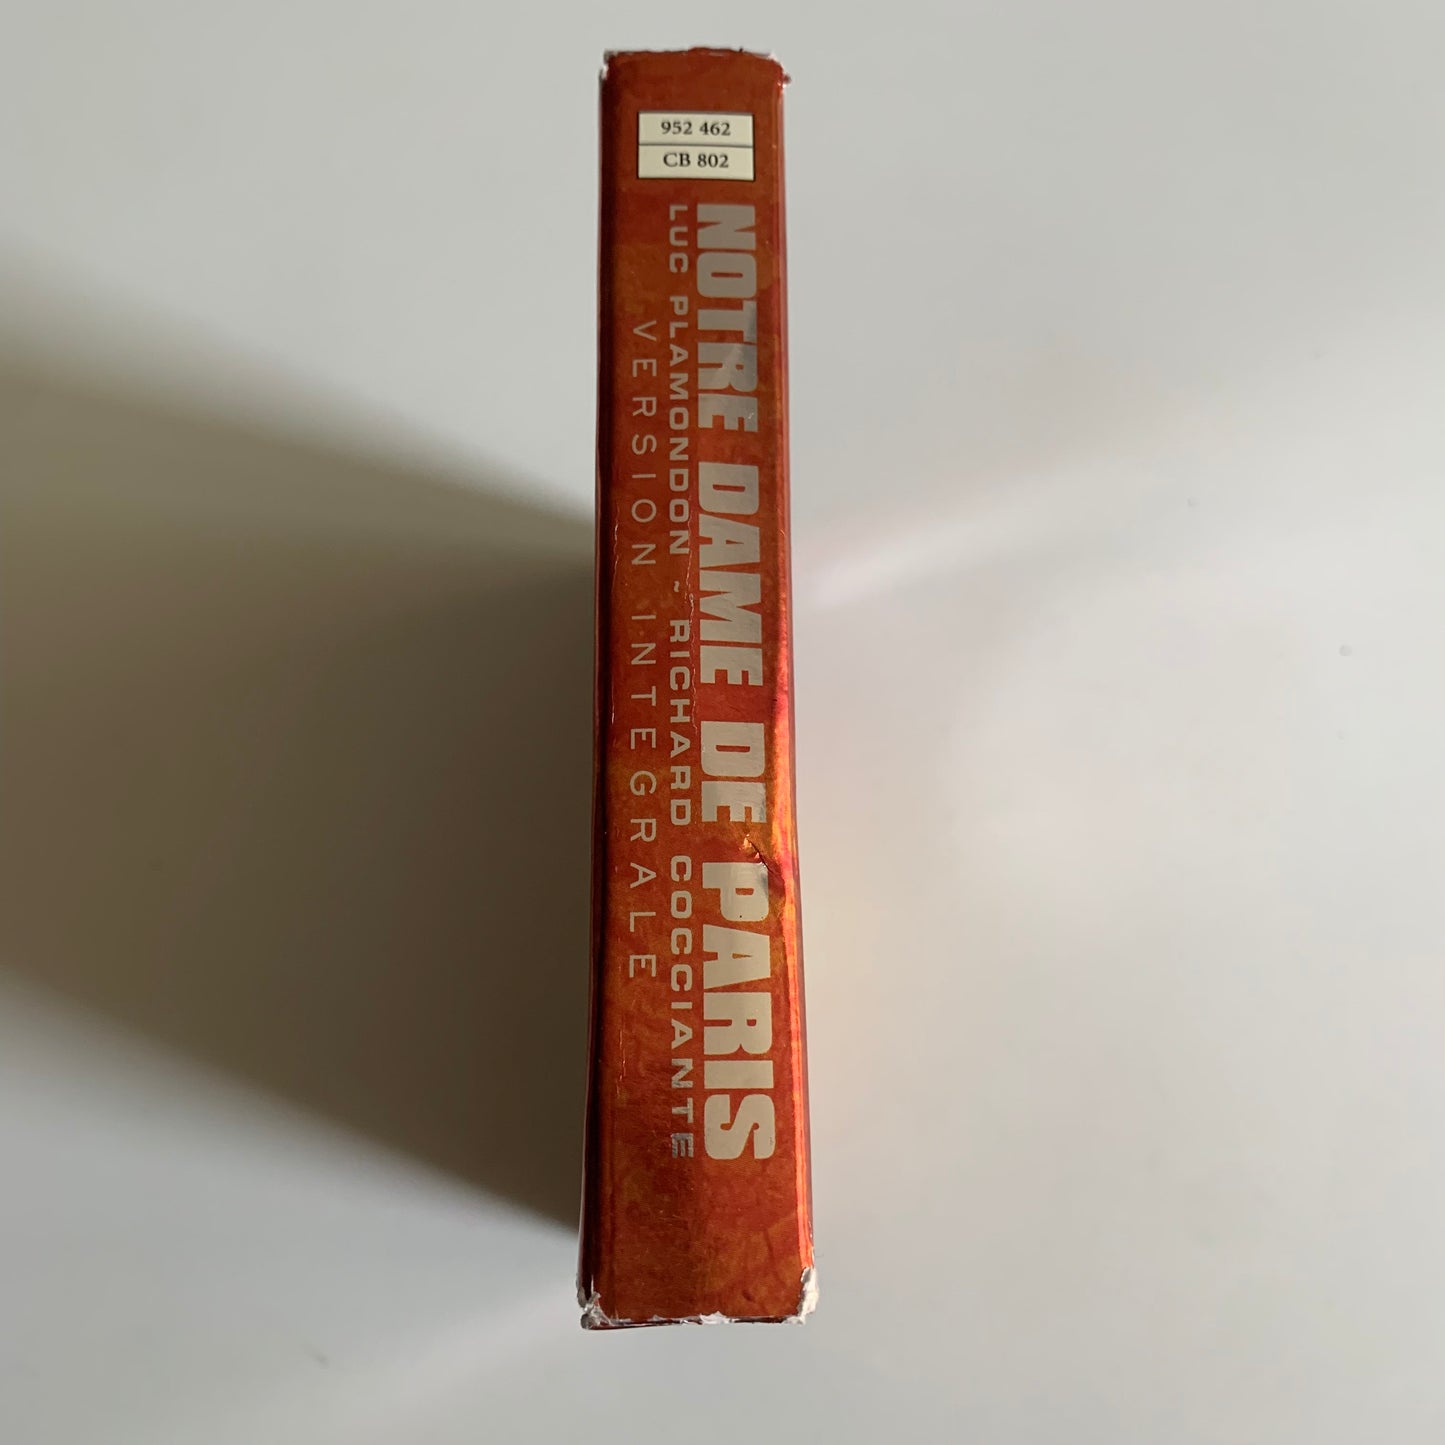 952 462
CB 802
NOTRE DAME DE PARIS
LUC PLAMONDON ~ RICHARD COCCIANTE
VERSION INTEGRALE